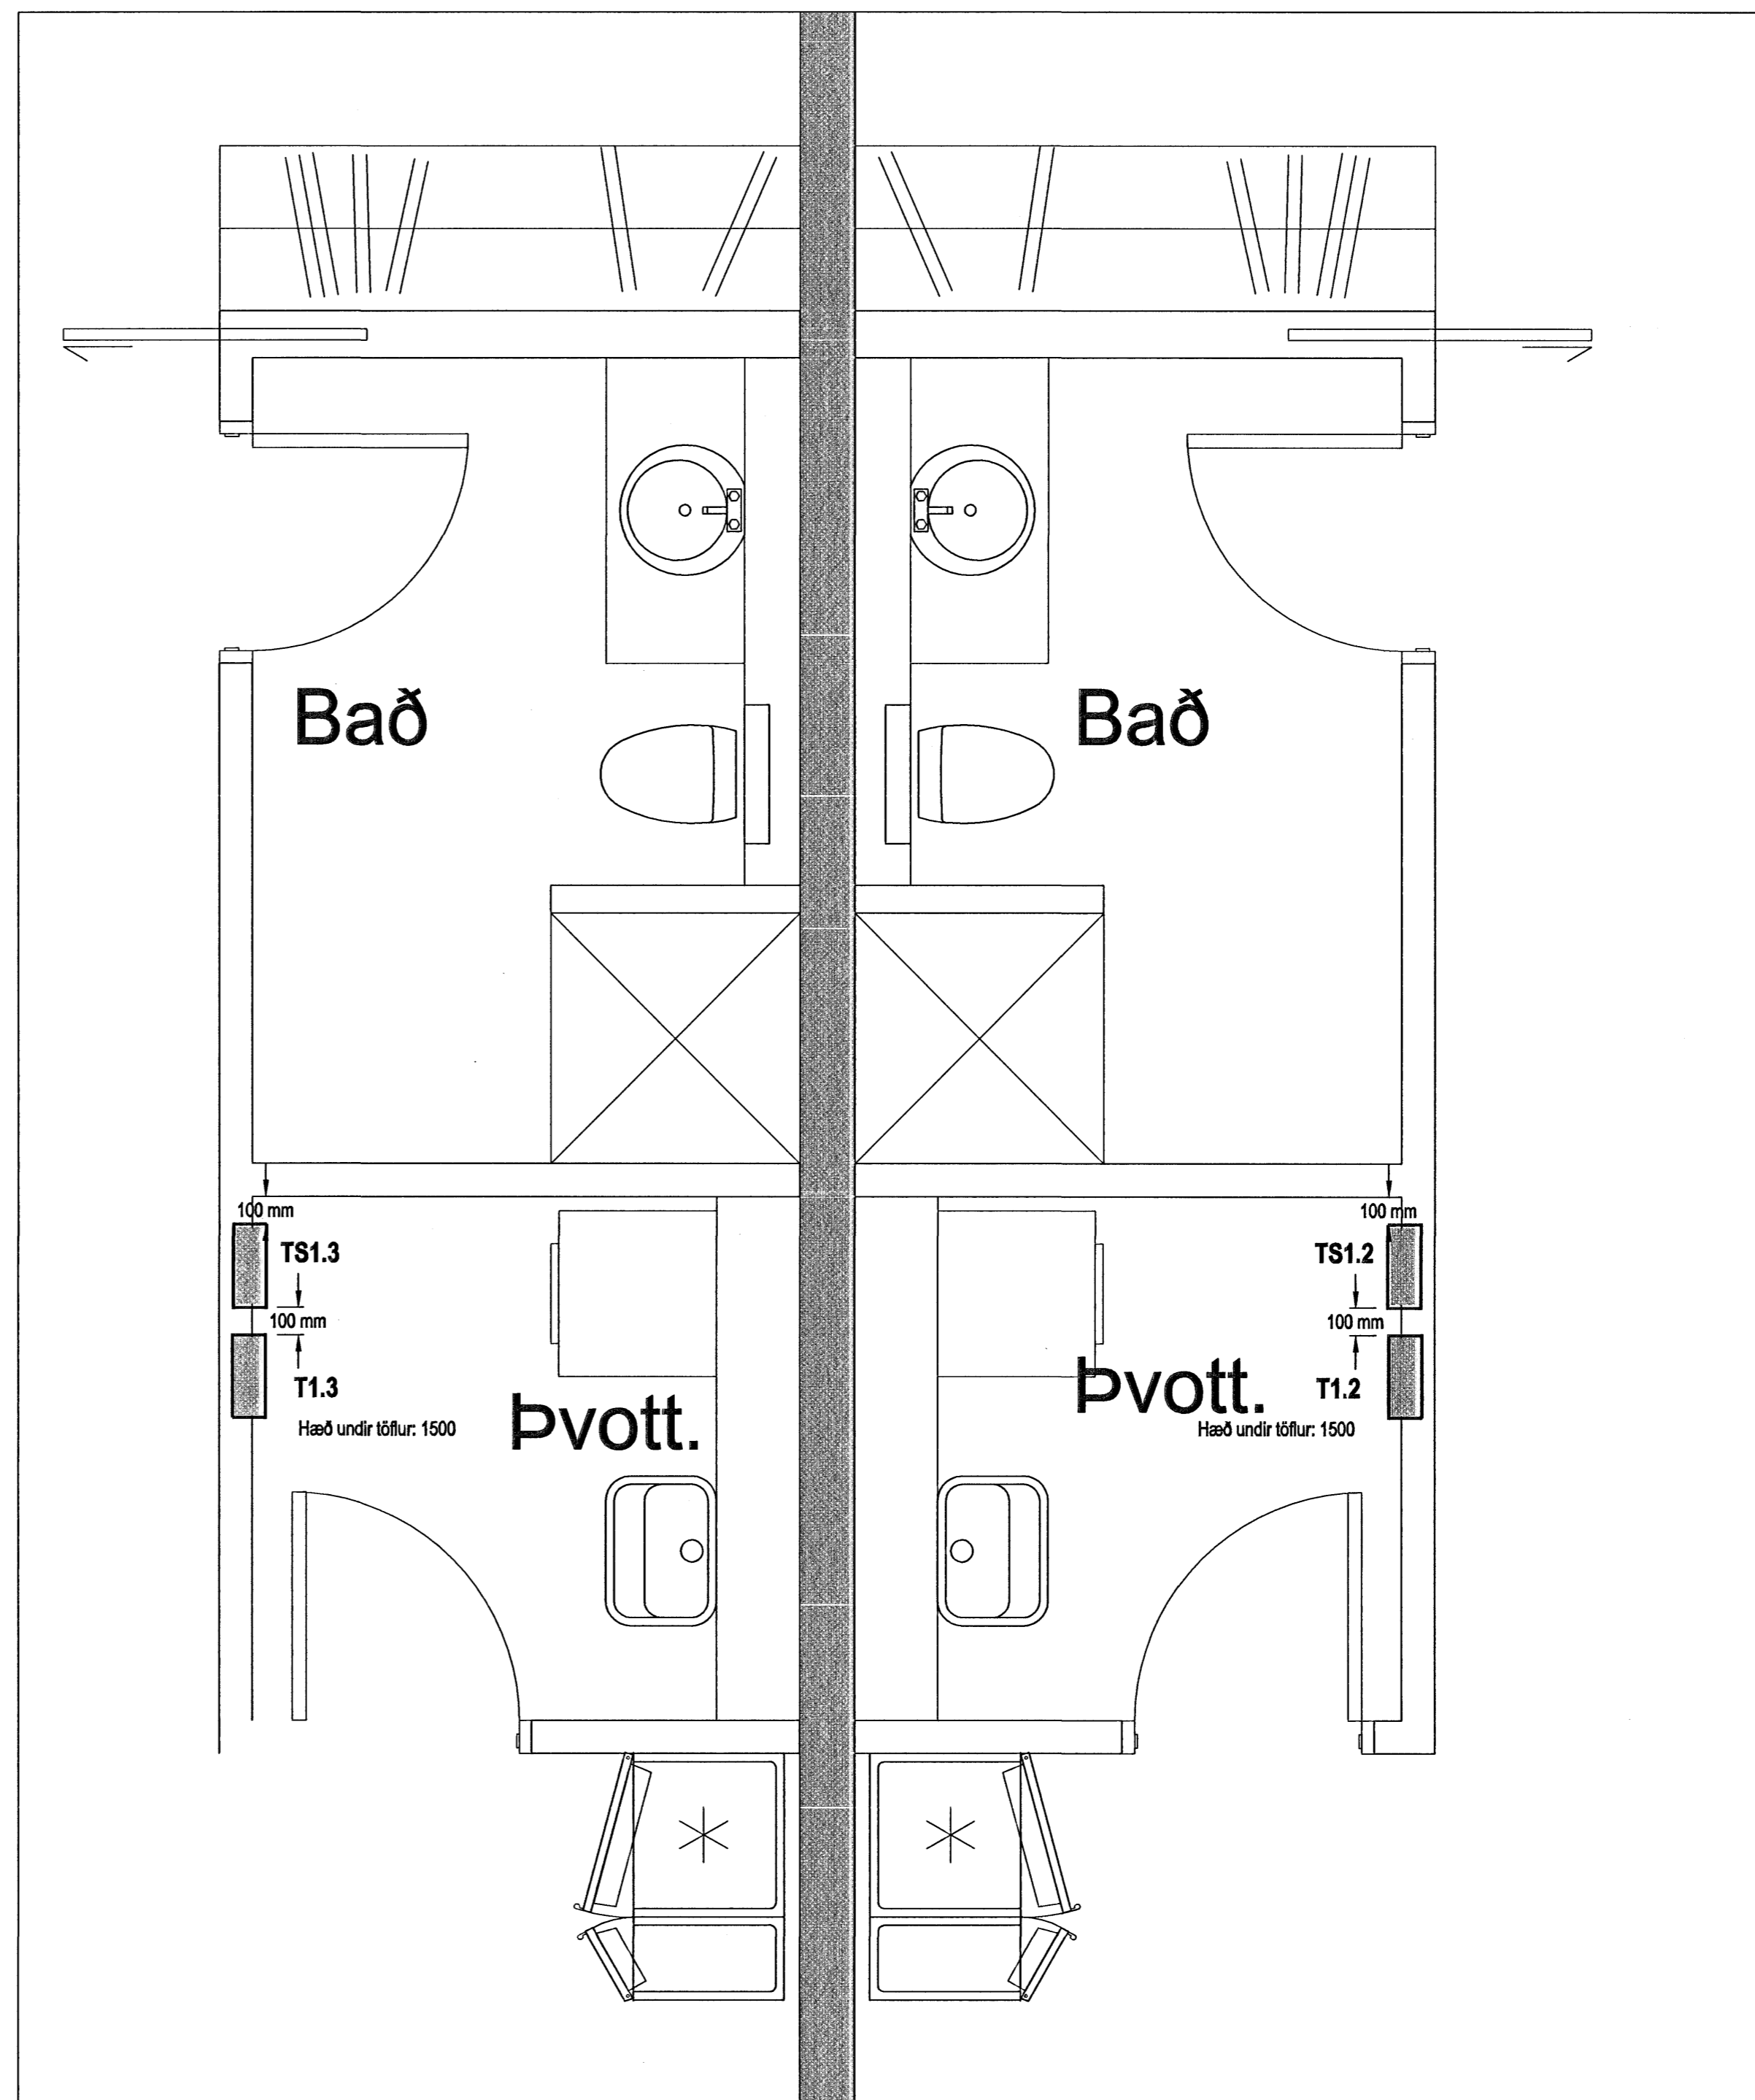 Bað
Bað
100 mm
100 mm
TS1.3
TS1.2
100 mm
100 mm
T1.3
T1.2
Hæð undir töflur: 1500
Þvott.
Þvott.
Hæð undir töflur: 1500